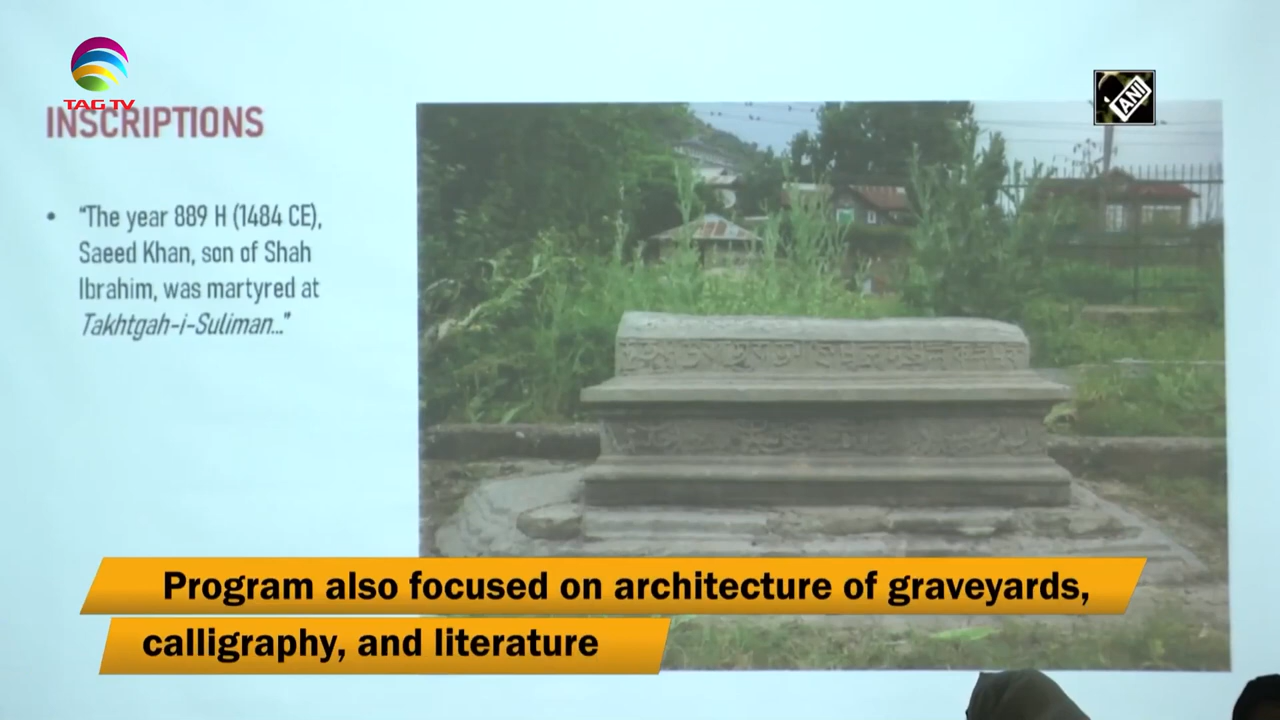 TAG TV
ANI
INSCRIPTIONS
• “The year 889 H (1484 CE),
Saeed Khan, son of Shah
Ibrahim, was martyred at
Takhtgah-i-Suliman...”
Program also focused on architecture of graveyards,
calligraphy, and literature